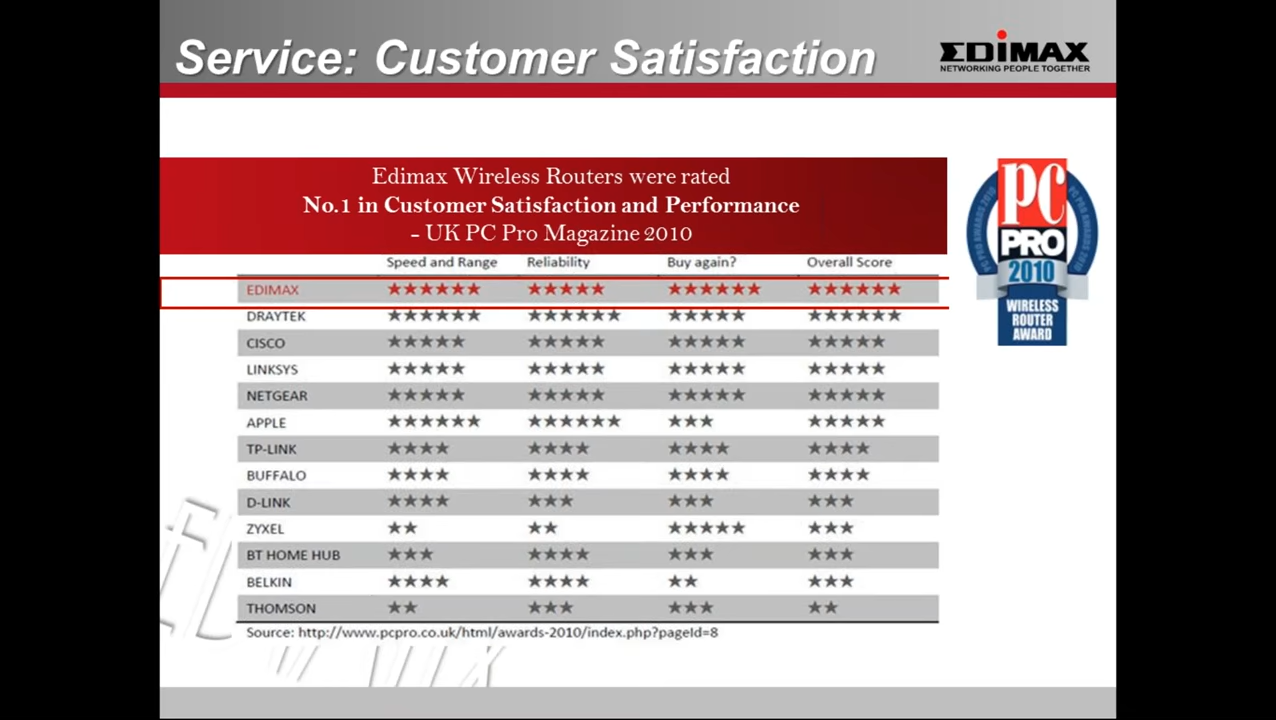 Service: Customer Satisfaction
EDIMAX
NETWORKING PEOPLE TOGETHER
Edimax Wireless Routers were rated
No.1 in Customer Satisfaction and Performance
– UK PC Pro Magazine 2010
PC
PRO
2010
WIRELESS
ROUTER
AWARD
Speed and Range Reliability Buy again? Overall Score
EDIMAX ★★★★★★ ★★★★★ ★★★★★★ ★★★★★★
DRAYTEK ★★★★★★ ★★★★★★ ★★★★★ ★★★★★★
CISCO ★★★★★ ★★★★★ ★★★★★ ★★★★★
LINKSYS ★★★★★ ★★★★★ ★★★★★ ★★★★★
NETGEAR ★★★★★ ★★★★★ ★★★★★ ★★★★★
APPLE ★★★★★★ ★★★★★★ ★★★ ★★★★★
TP-LINK ★★★★ ★★★★ ★★★★ ★★★★
BUFFALO ★★★★ ★★★★ ★★★★ ★★★★
D-LINK ★★★★ ★★★ ★★★ ★★★
ZYXEL ★★ ★★ ★★★★★ ★★★
BT HOME HUB ★★★ ★★★★ ★★★ ★★★
BELKIN ★★★★ ★★★★ ★★ ★★★
THOMSON ★★ ★★★ ★★★ ★★
Source: http://www.pcpro.co.uk/html/awards-2010/index.php?pageId=8